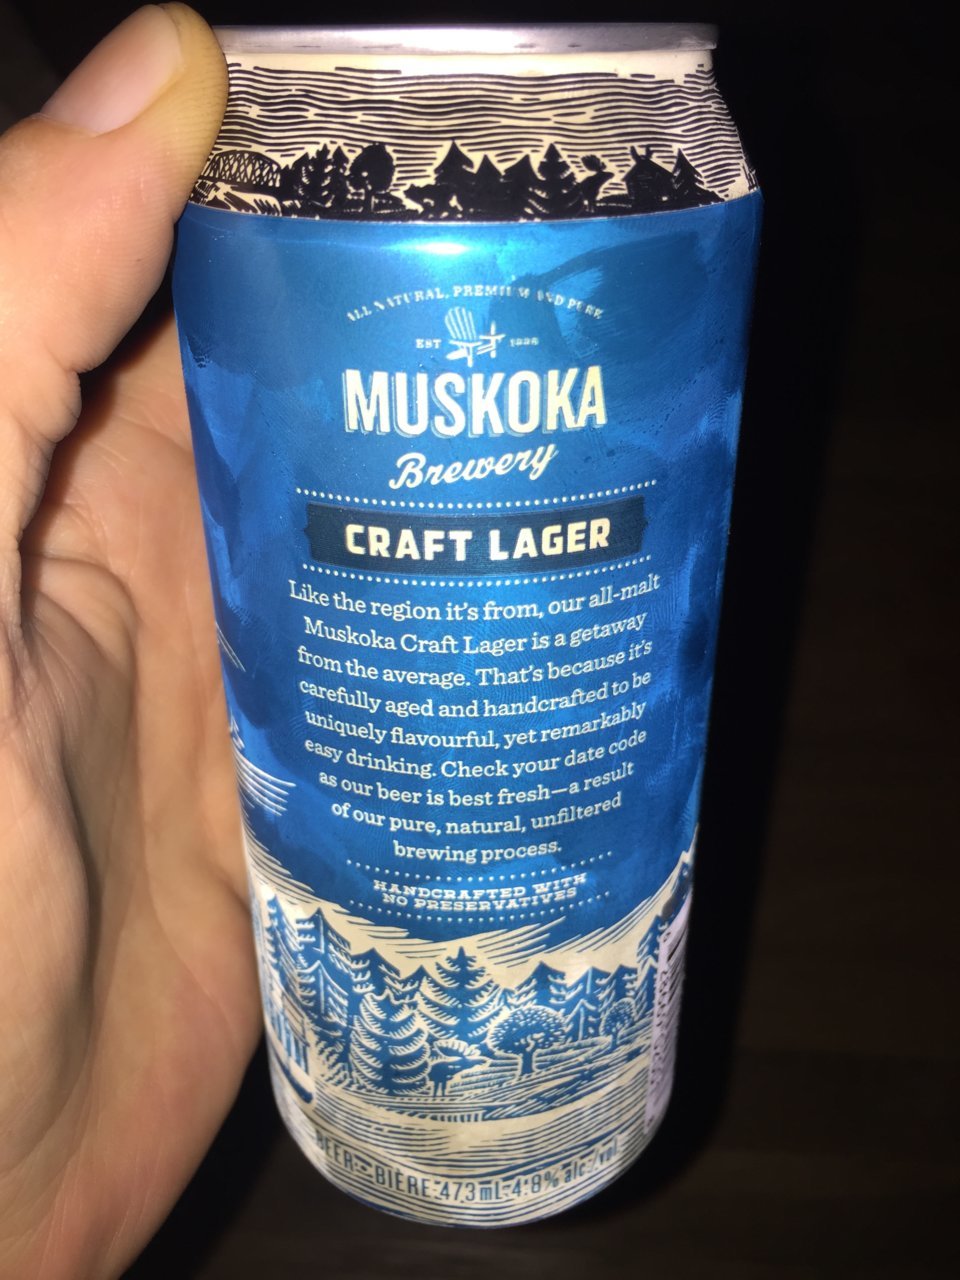 ALL NATURAL, PREMIUM AND PURE
EST
MUSKOKA
Brewery
CRAFT LAGER
Like the region it's from, our all-malt
Muskoka Craft Lager is a getaway
from the average. That's because it's
carefully aged and handcrafted to be
uniquely flavourful, yet remarkably
easy drinking. Check your date code
as our beer is best fresh—a result
of our pure, natural, unfiltered
brewing process.
HANDCRAFTED WITH
NO PRESERVATIVES
BEER • BIÈRE 473mL 4.8% alc./vol.